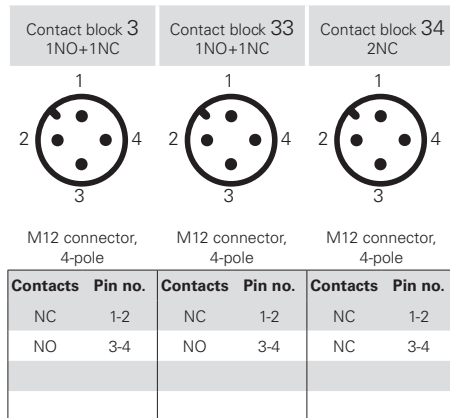 Contact block 3 Contact block 33 Contact block 34
1NO+1NC 1NO+1NC 2NC
1 1 1
2 4 2 4 2 4
3 3 3
M12 connector, M12 connector, M12 connector,
4-pole 4-pole 4-pole
Contacts Pin no. Contacts Pin no. Contacts Pin no.
NC 1-2 NC 1-2 NC 1-2
NO 3-4 NO 3-4 NC 3-4